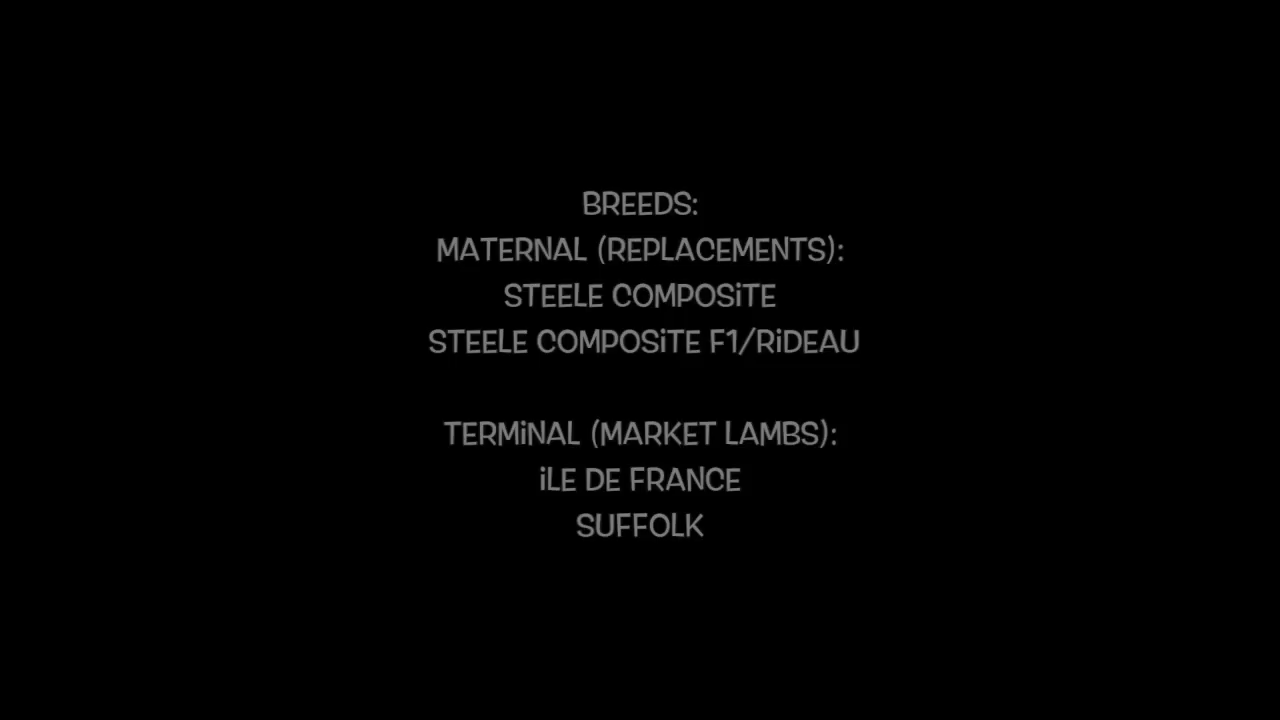 BREEDS:
MATERNAL (REPLACEMENTS):
STEELE COMPOSiTE
STEELE COMPOSiTE F1/RiDEAU
TERMiNAL (MARKET LAMBS):
iLE DE FRANCE
SUFFOLK